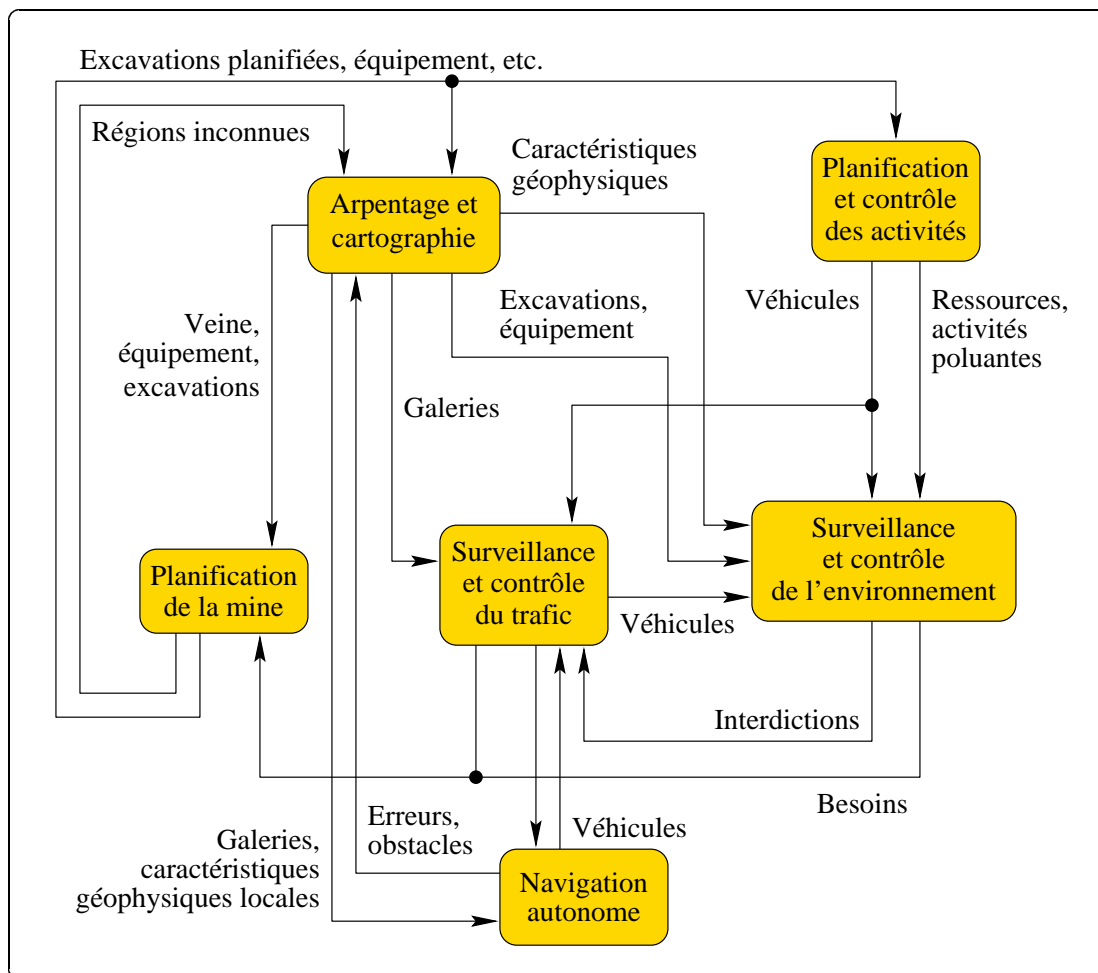 Excavations planifiées, équipement, etc.
Régions inconnues
Caractéristiques
géophysiques
Planification
et contrôle
des activités
Arpentage et
cartographie
Véhicules
Ressources,
activités
poluantes
Excavations,
équipement
Veine,
équipement,
excavations
Galeries
Planification
de la mine
Surveillance
et contrôle
du trafic
Surveillance
et contrôle
de l'environnement
Véhicules
Interdictions
Besoins
Erreurs,
obstacles
Véhicules
Galeries,
caractéristiques
géophysiques locales
Navigation
autonome